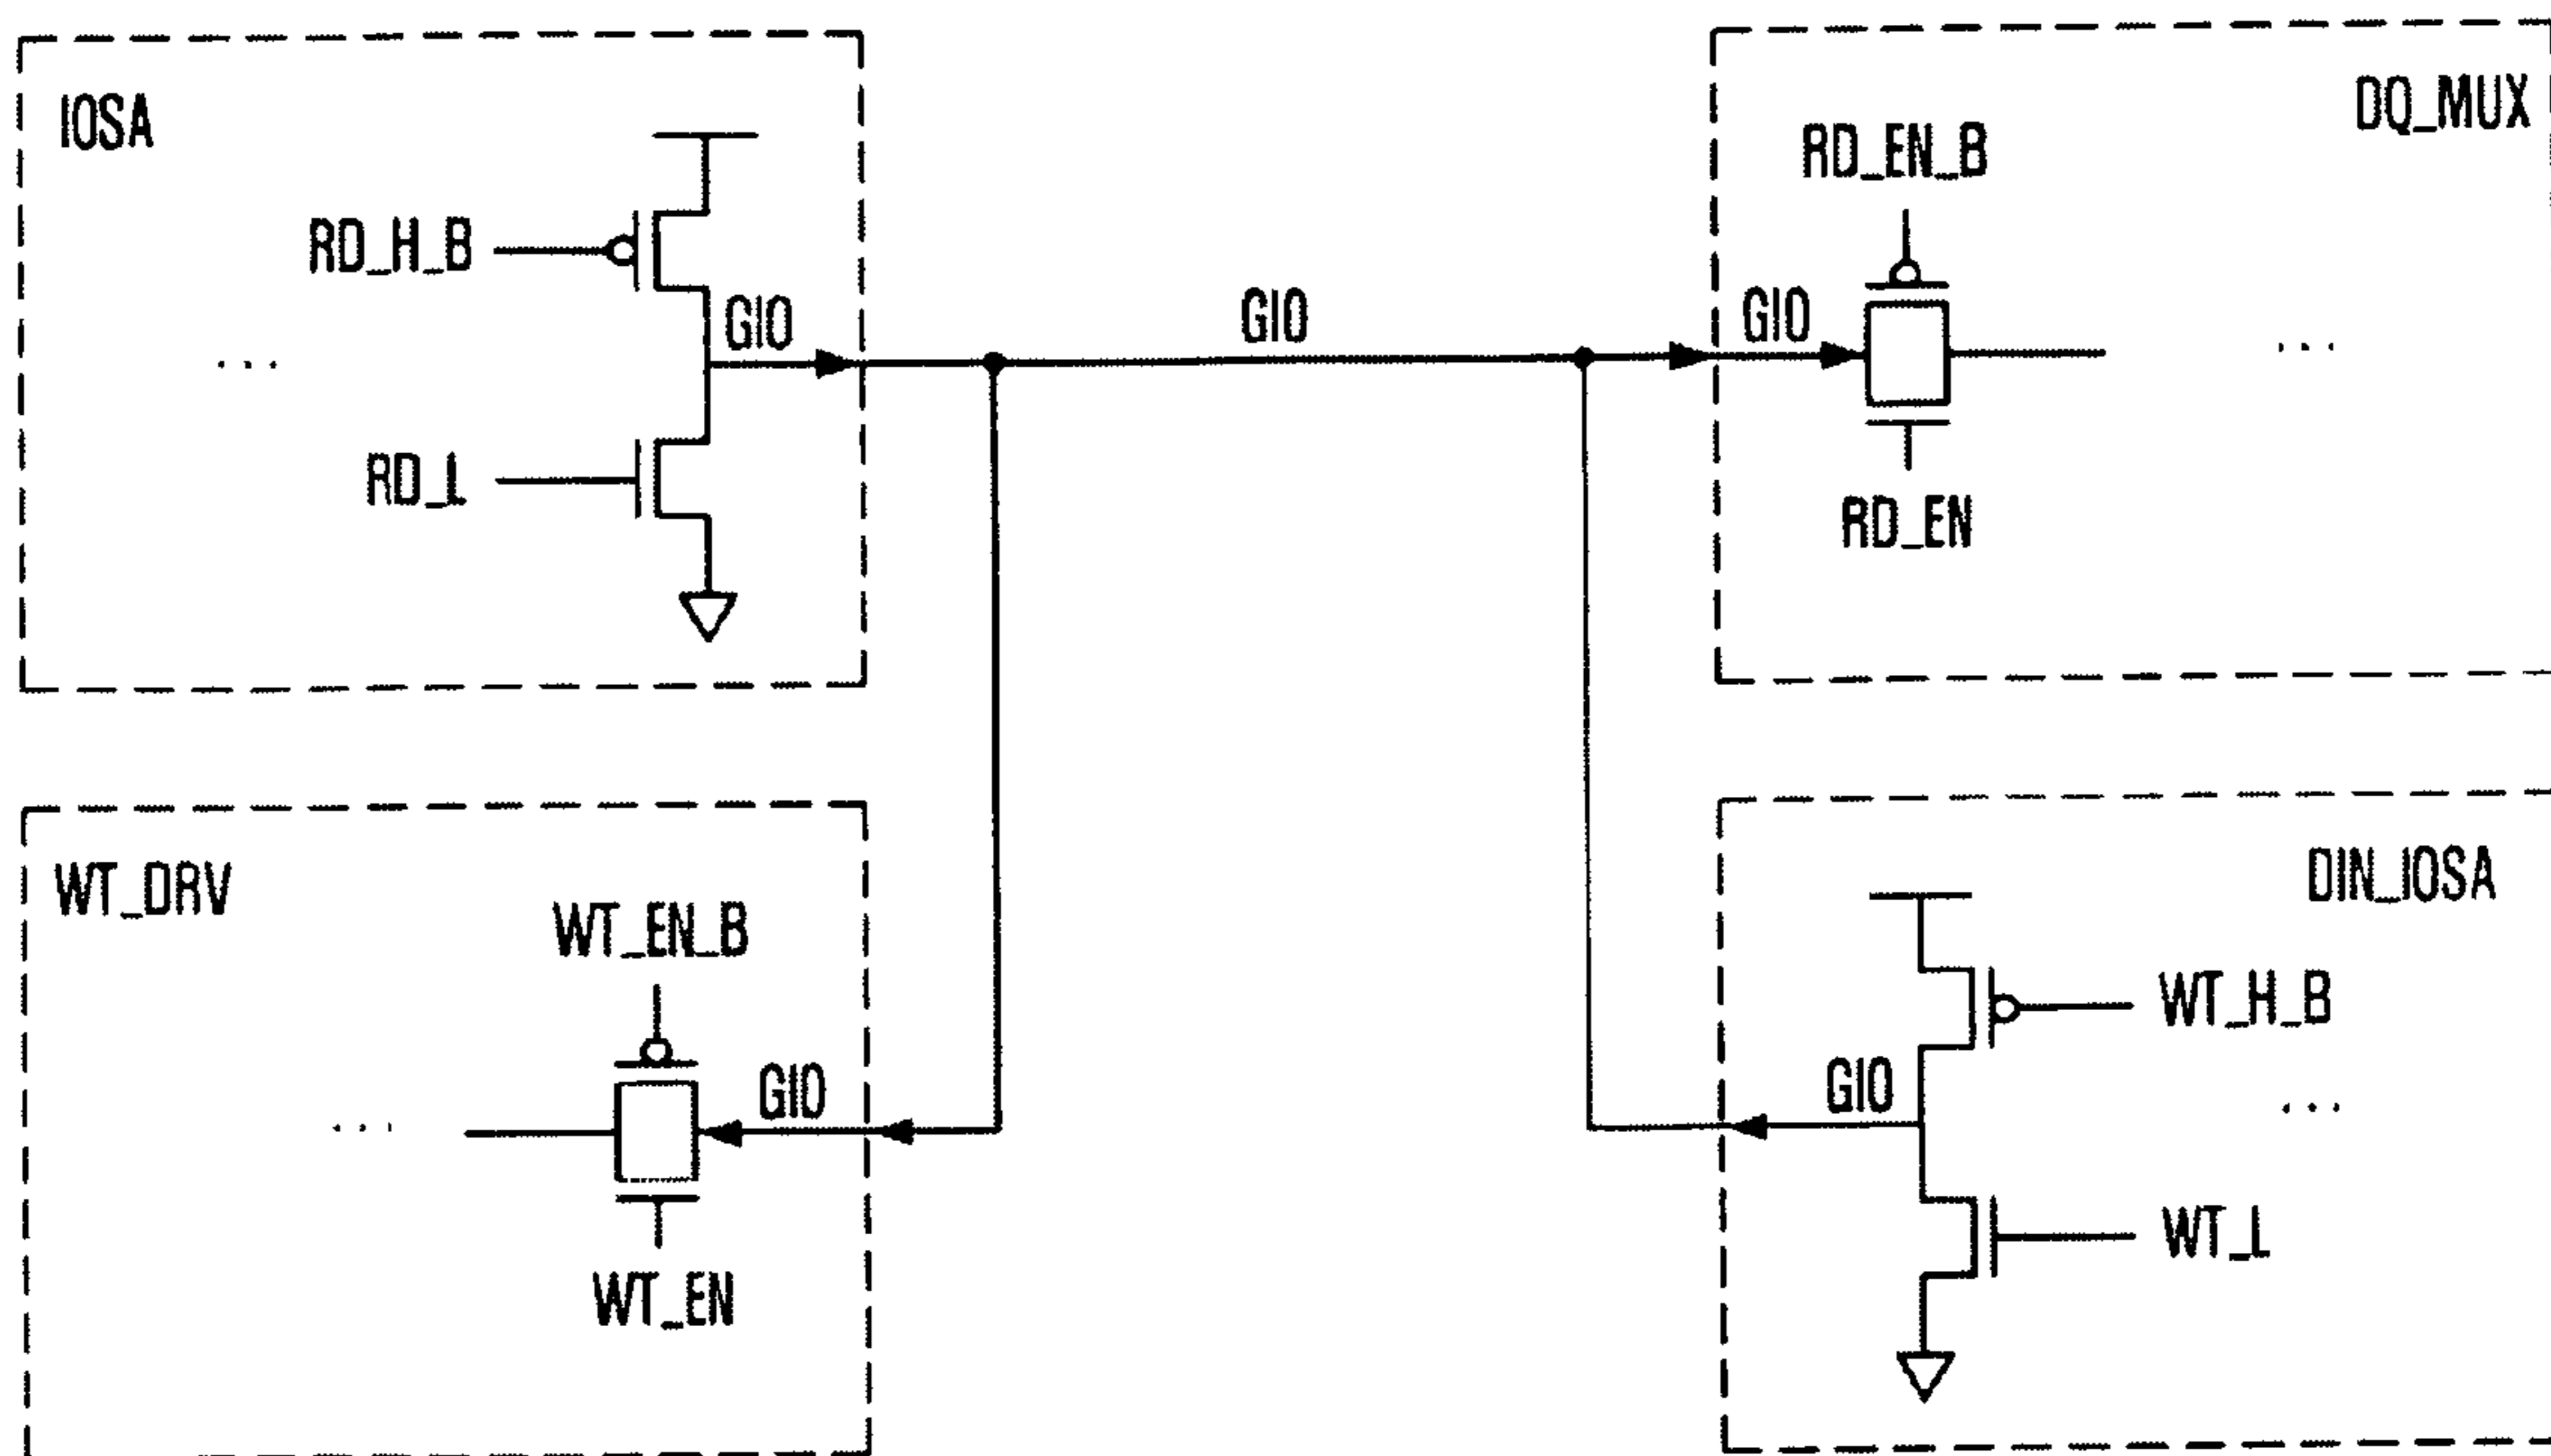 IOSA
RD_H_B
GIO
RD_L
GIO
DQ_MUX
RD_EN_B
GIO
RD_EN
WT_DRV
WT_EN_B
GIO
WT_EN
DIN_IOSA
WT_H_B
GIO
WT_L